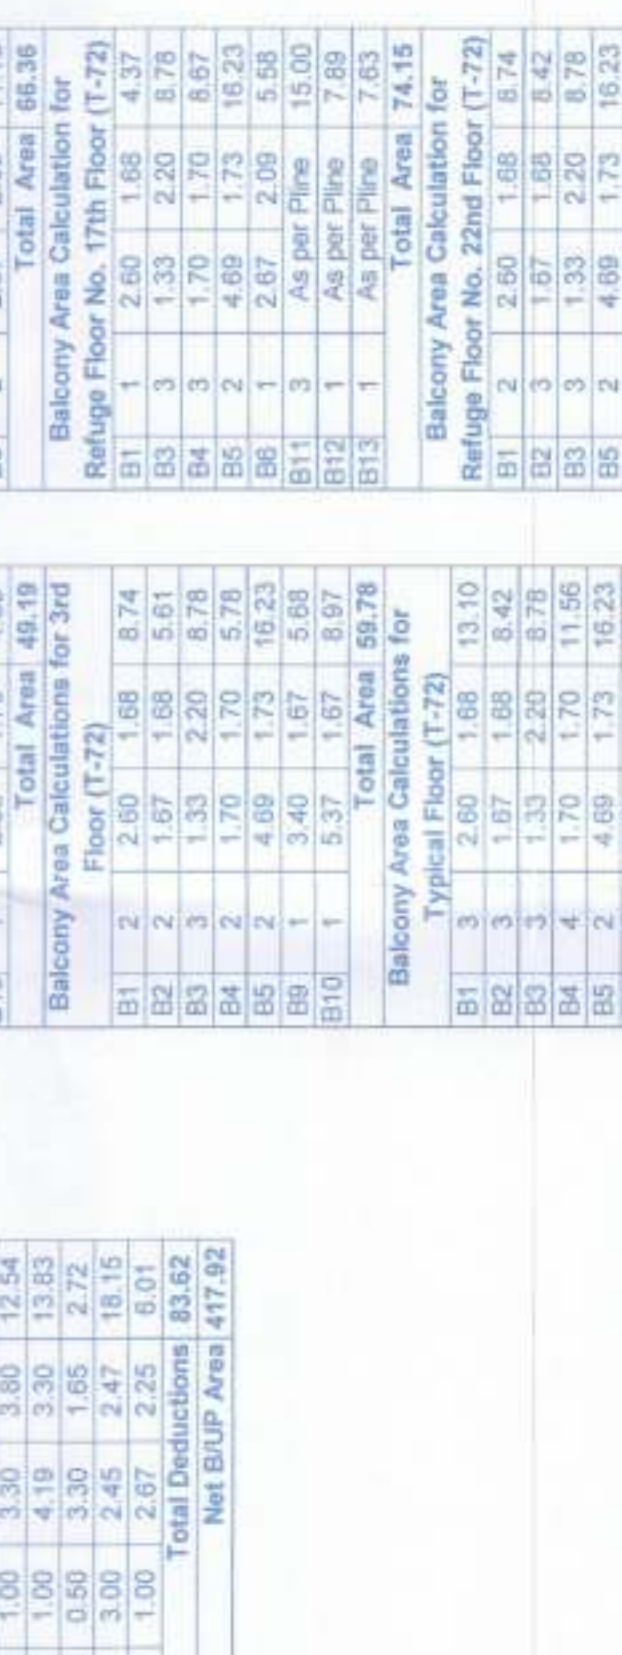 1.00 3.30 3.80 12.54
1.00 4.19 3.30 13.83
0.50 3.30 1.65 2.72
3.00 2.45 2.47 18.15
1.00 2.67 2.25 6.01
Total Deductions 83.62
Net B/UP Area 417.92
Total Area 49.19
Balcony Area Calculations for 3rd
Floor (T-72)
B1 2 2.60 1.68 8.74
B2 2 1.67 1.68 5.61
B3 3 1.33 2.20 8.78
B4 2 1.70 1.70 5.78
B5 2 4.69 1.73 16.23
B9 1 3.40 1.67 5.68
B10 1 5.37 1.67 8.97
Total Area 59.78
Balcony Area Calculations for
Typical Floor (T-72)
B1 3 2.60 1.68 13.10
B2 3 1.67 1.68 8.42
B3 3 1.33 2.20 8.78
B4 4 1.70 1.70 11.56
B5 2 4.69 1.73 16.23
Total Area 66.36
Balcony Area Calculation for
Refuge Floor No. 17th Floor (T-72)
B1 1 2.60 1.68 4.37
B3 3 1.33 2.20 8.78
B4 3 1.70 1.70 8.67
B5 2 4.69 1.73 16.23
B6 1 2.67 2.09 5.58
B11 3 As per Pline 15.00
B12 1 As per Pline 7.89
B13 1 As per Pline 7.63
Total Area 74.15
Balcony Area Calculation for
Refuge Floor No. 22nd Floor (T-72)
B1 2 2.60 1.68 8.74
B2 3 1.67 1.68 8.42
B3 3 1.33 2.20 8.78
B5 2 4.69 1.73 16.23